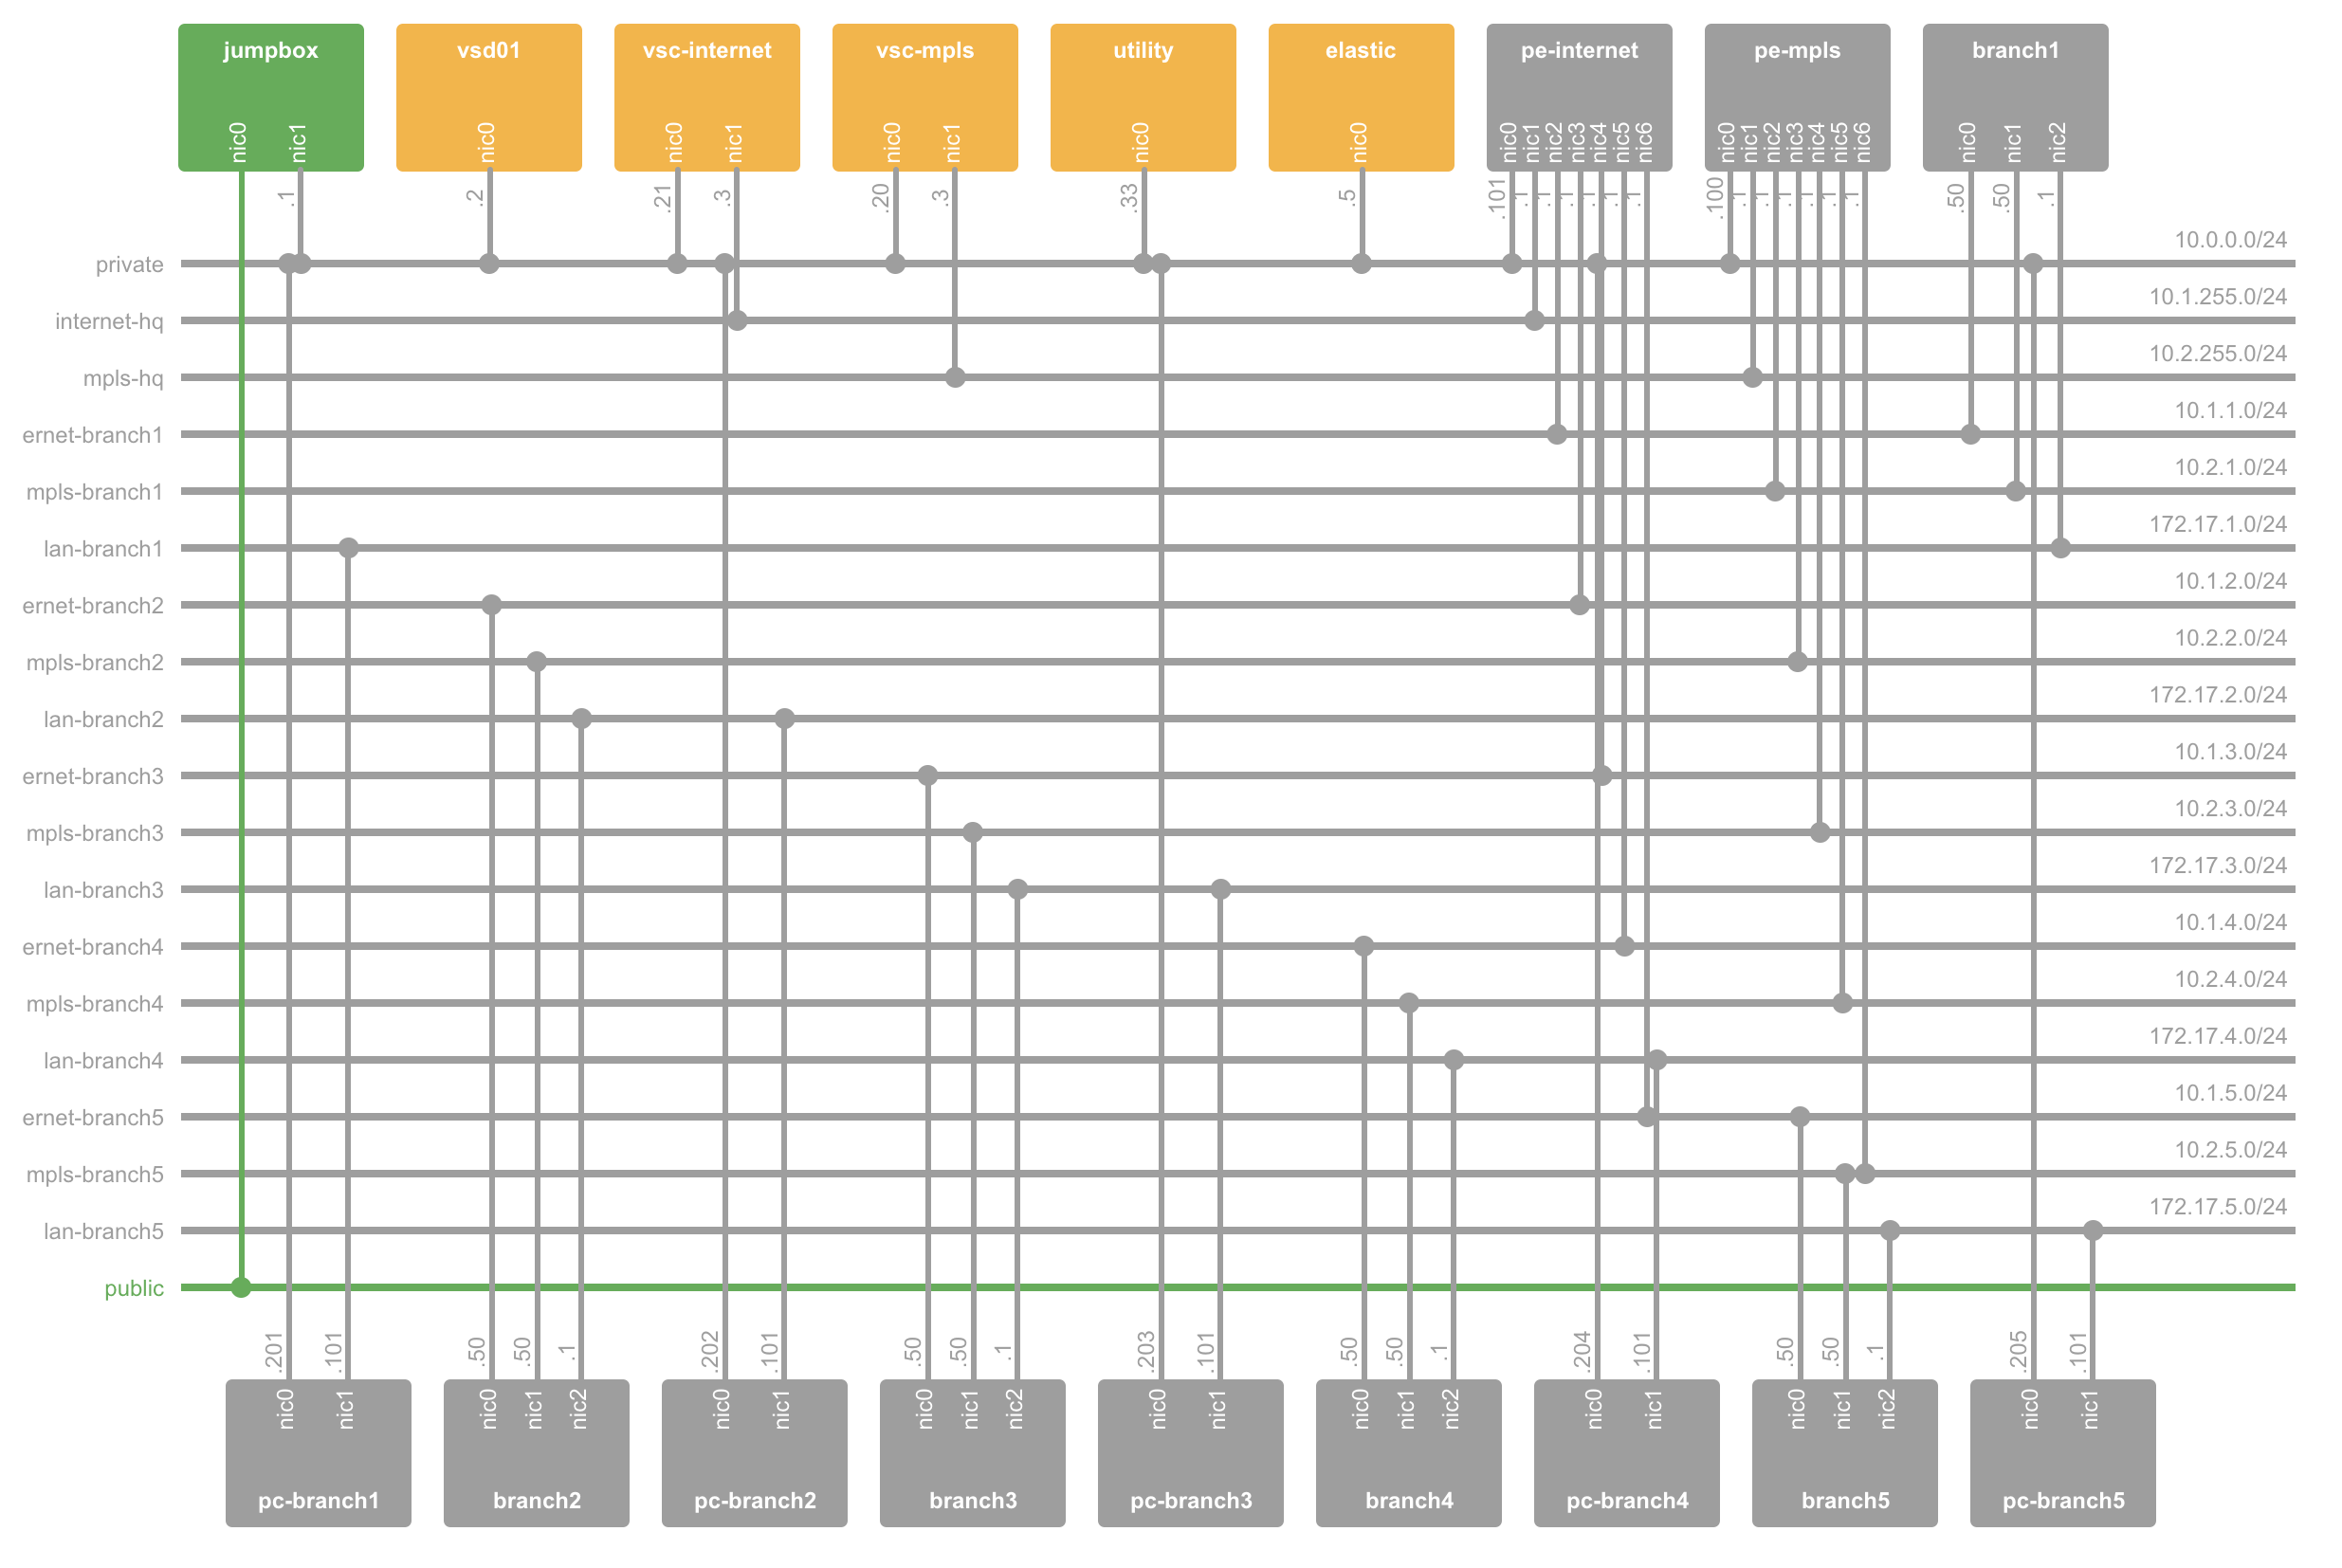 jumpbox
vsd01
vsc-internet
vsc-mpls
utility
elastic
pe-internet
pe-mpls
branch1
nic0
nic1
nic0
nic0
nic1
nic0
nic1
nic0
nic0
nic0
nic1
nic2
nic3
nic4
nic5
nic6
nic0
nic1
nic2
nic3
nic4
nic5
nic6
nic0
nic1
nic2
.1
.2
.21
.3
.20
.3
.33
.5
.101
.1
.1
.1
.1
.1
.1
.100
.1
.1
.1
.1
.1
.1
.50
.50
.1
private 10.0.0.0/24
internet-hq 10.1.255.0/24
mpls-hq 10.2.255.0/24
ernet-branch1 10.1.1.0/24
mpls-branch1 10.2.1.0/24
lan-branch1 172.17.1.0/24
ernet-branch2 10.1.2.0/24
mpls-branch2 10.2.2.0/24
lan-branch2 172.17.2.0/24
ernet-branch3 10.1.3.0/24
mpls-branch3 10.2.3.0/24
lan-branch3 172.17.3.0/24
ernet-branch4 10.1.4.0/24
mpls-branch4 10.2.4.0/24
lan-branch4 172.17.4.0/24
ernet-branch5 10.1.5.0/24
mpls-branch5 10.2.5.0/24
lan-branch5 172.17.5.0/24
public
.201
.101
.50
.50
.1
.202
.101
.50
.50
.1
.203
.101
.50
.50
.1
.204
.101
.50
.50
.1
.205
.101
nic0
nic1
nic0
nic1
nic2
nic0
nic1
nic0
nic1
nic2
nic0
nic1
nic0
nic1
nic2
nic0
nic1
nic0
nic1
nic2
nic0
nic1
pc-branch1
branch2
pc-branch2
branch3
pc-branch3
branch4
pc-branch4
branch5
pc-branch5